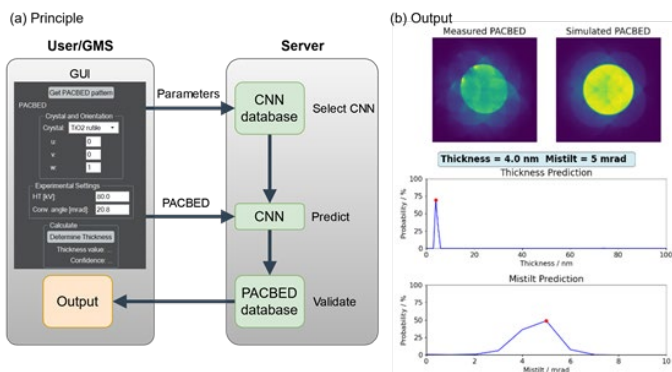 (a) Principle
User/GMS
Server
GUI
Get PACBED pattern
PACBED
Crystal and Orientation
Crystal: TiO2 rutile
u: 0
v: 0
w: 1
Experimental Settings
HT [kV] 80.0
Conv. angle [mrad] 20.8
Calculate
Determine Thickness
Thickness value: ...
Confidence: ...
Output
Parameters
PACBED
CNN
database
Select CNN
CNN
Predict
PACBED
database
Validate
(b) Output
Measured PACBED
Simulated PACBED
Thickness = 4.0 nm Mistilt = 5 mrad
Thickness Prediction
Probability / %
100
75
50
25
0
0 20 40 60 80 100
Thickness / nm
Mistilt Prediction
Probability / %
100
75
50
25
0
0 2 4 6 8 10
Mistilt / mrad